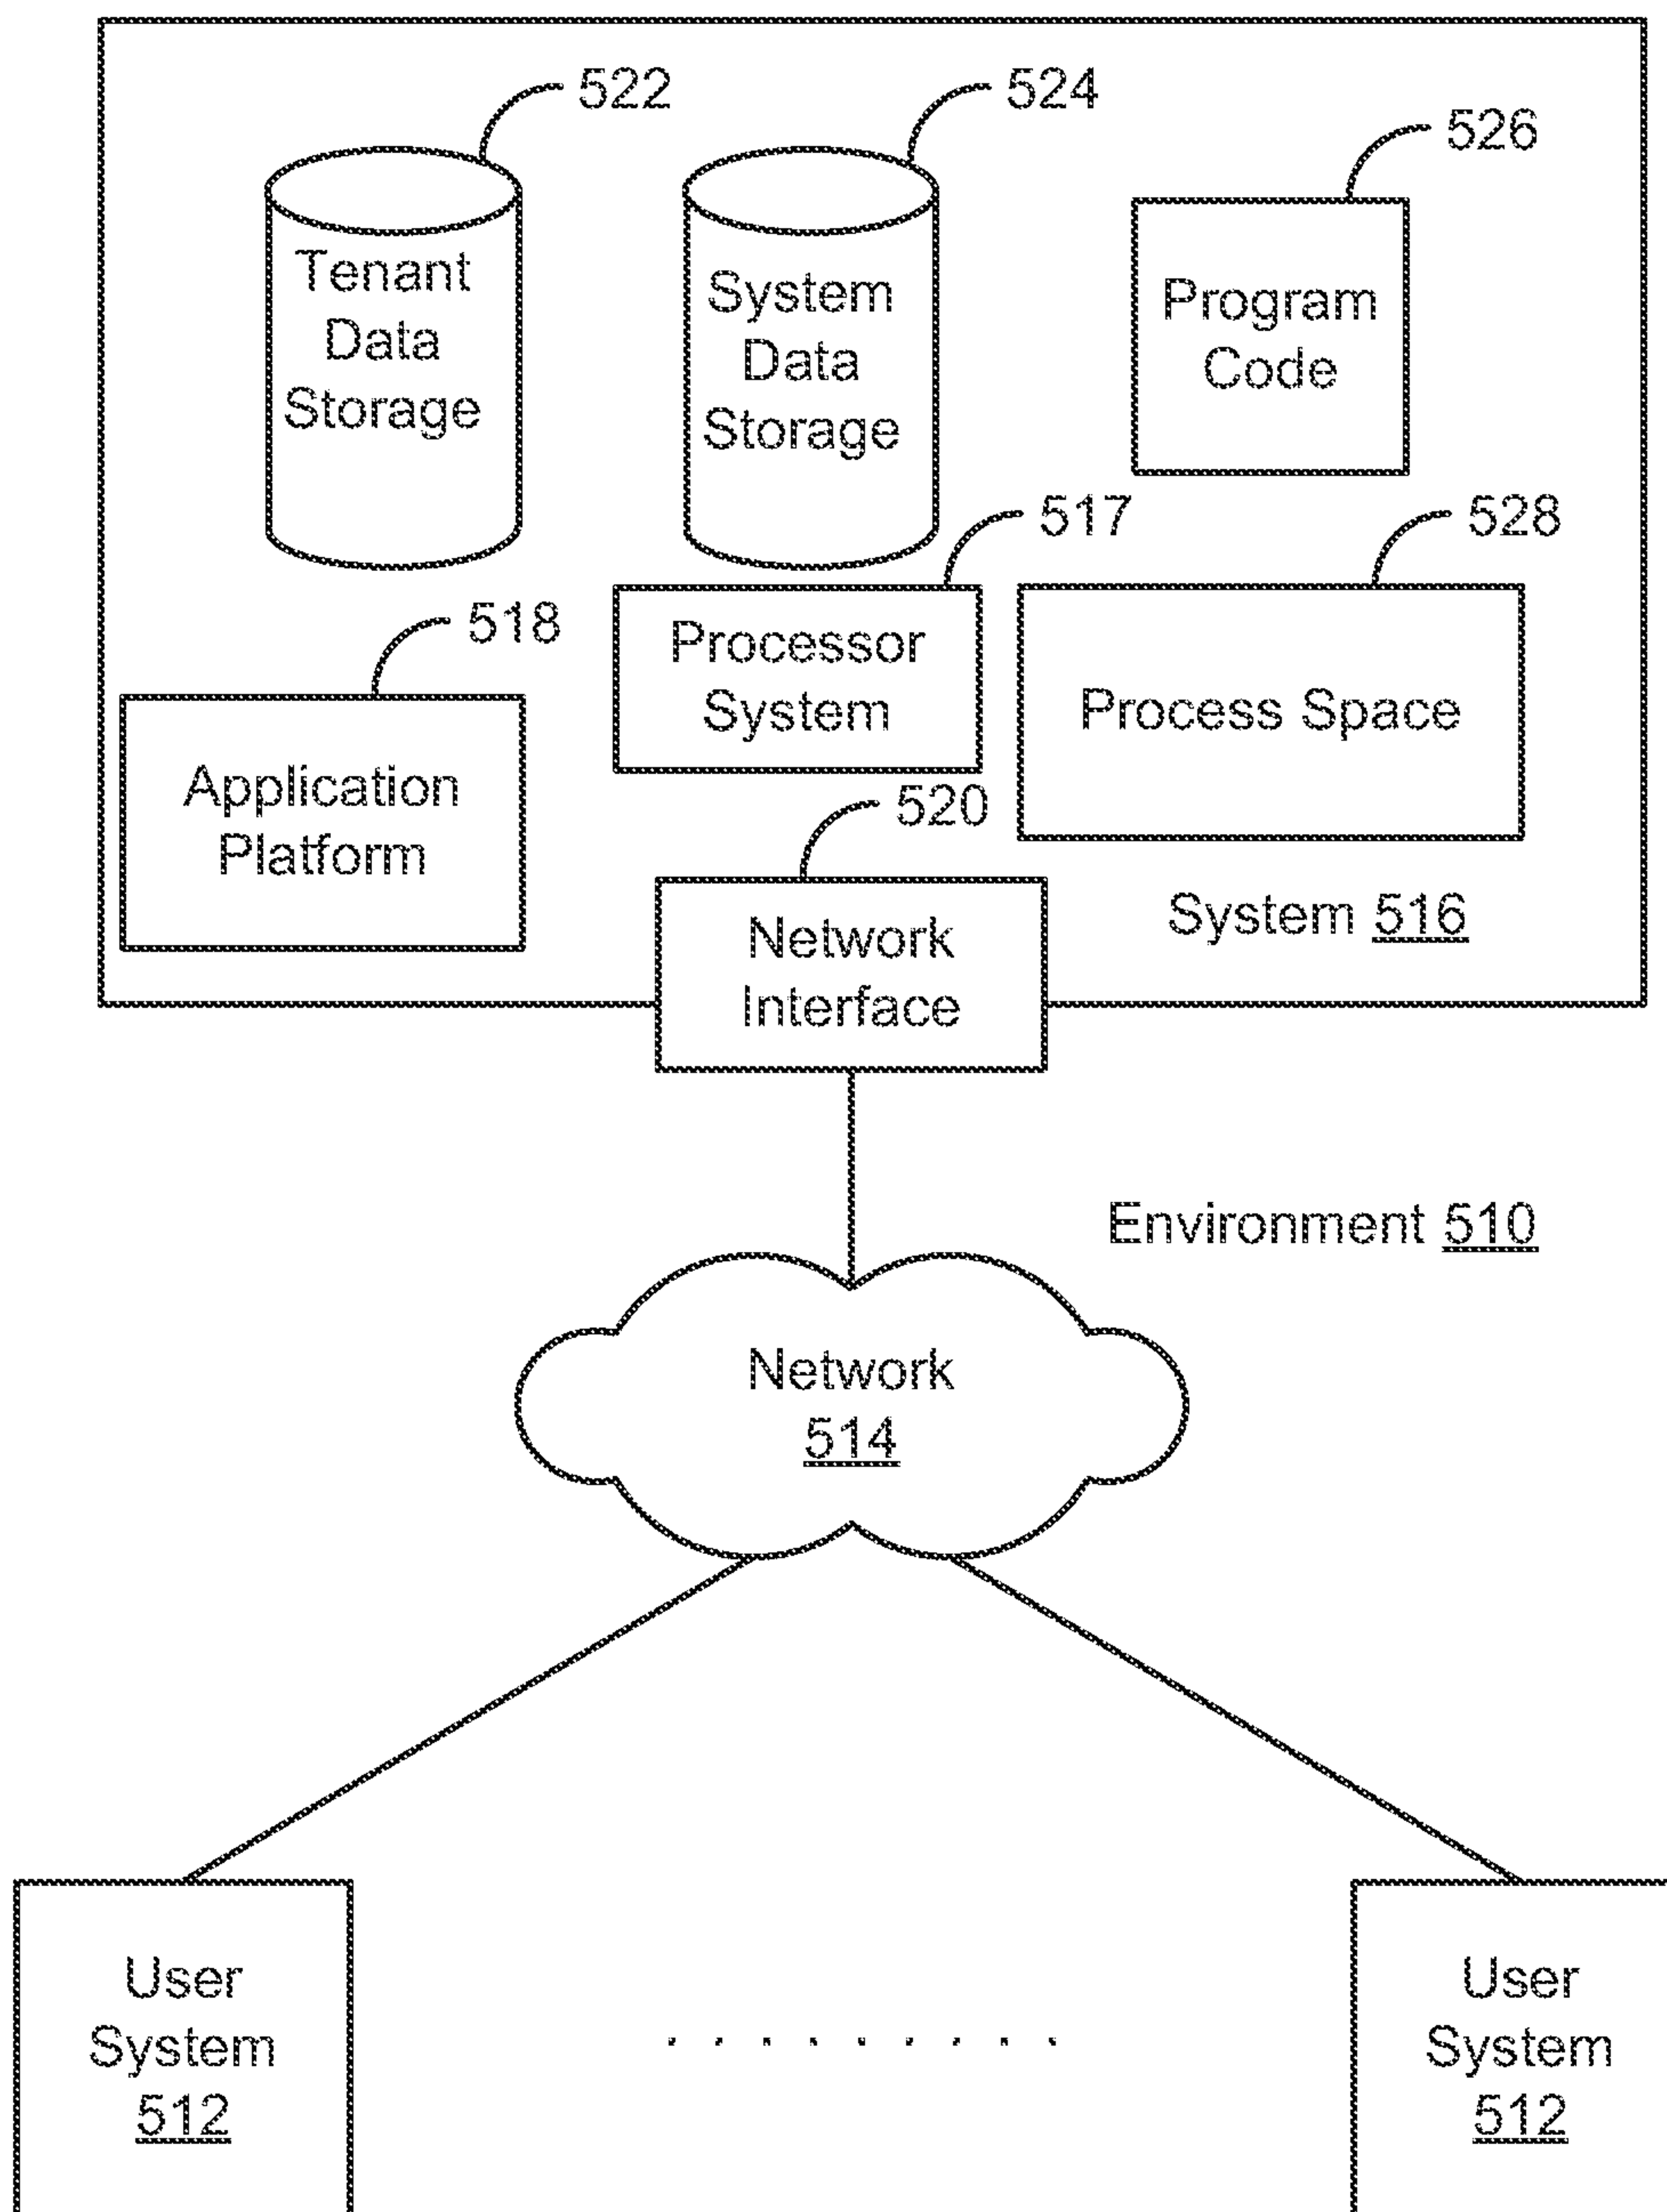 522
524
526
Tenant
Data
Storage
System
Data
Storage
Program
Code
517
528
518
Processor
System
Process Space
Application
Platform
520
Network
Interface
System 516
Environment 510
Network
514
User
System
512
User
System
512